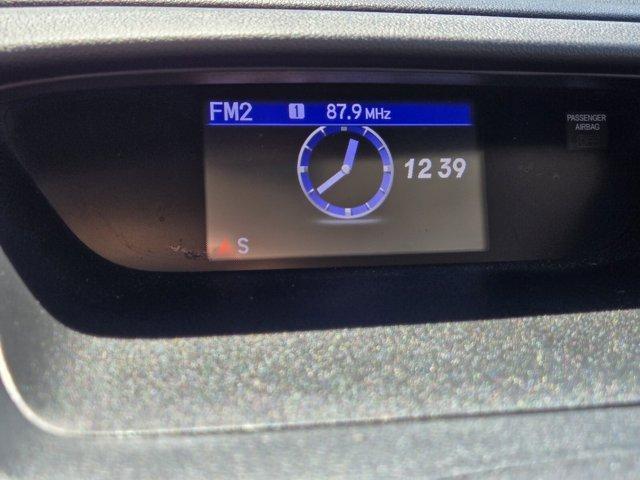 FM2 1 87.9 MHz
PASSENGER
AIRBAG
12 39
S